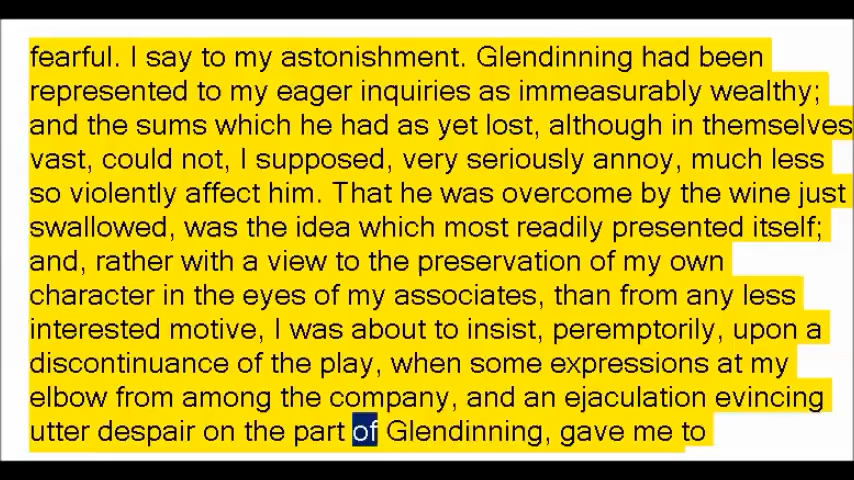 fearful. I say to my astonishment. Glendinning had been
represented to my eager inquiries as immeasurably wealthy;
and the sums which he had as yet lost, although in themselves
vast, could not, I supposed, very seriously annoy, much less
so violently affect him. That he was overcome by the wine just
swallowed, was the idea which most readily presented itself;
and, rather with a view to the preservation of my own
character in the eyes of my associates, than from any less
interested motive, I was about to insist, peremptorily, upon a
discontinuance of the play, when some expressions at my
elbow from among the company, and an ejaculation evincing
utter despair on the part of Glendinning, gave me to